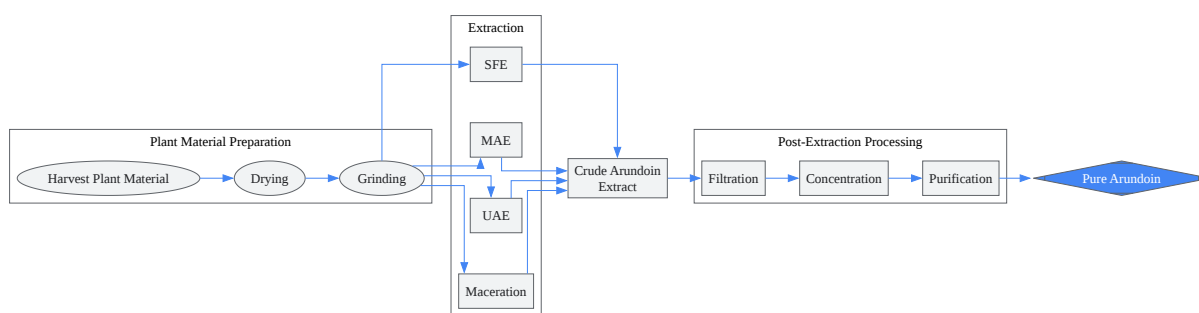 Extraction
SFE
Plant Material Preparation
Harvest Plant Material
Drying
Grinding
MAE
UAE
Maceration
Crude Arundoin
Extract
Post-Extraction Processing
Filtration
Concentration
Purification
Pure Arundoin